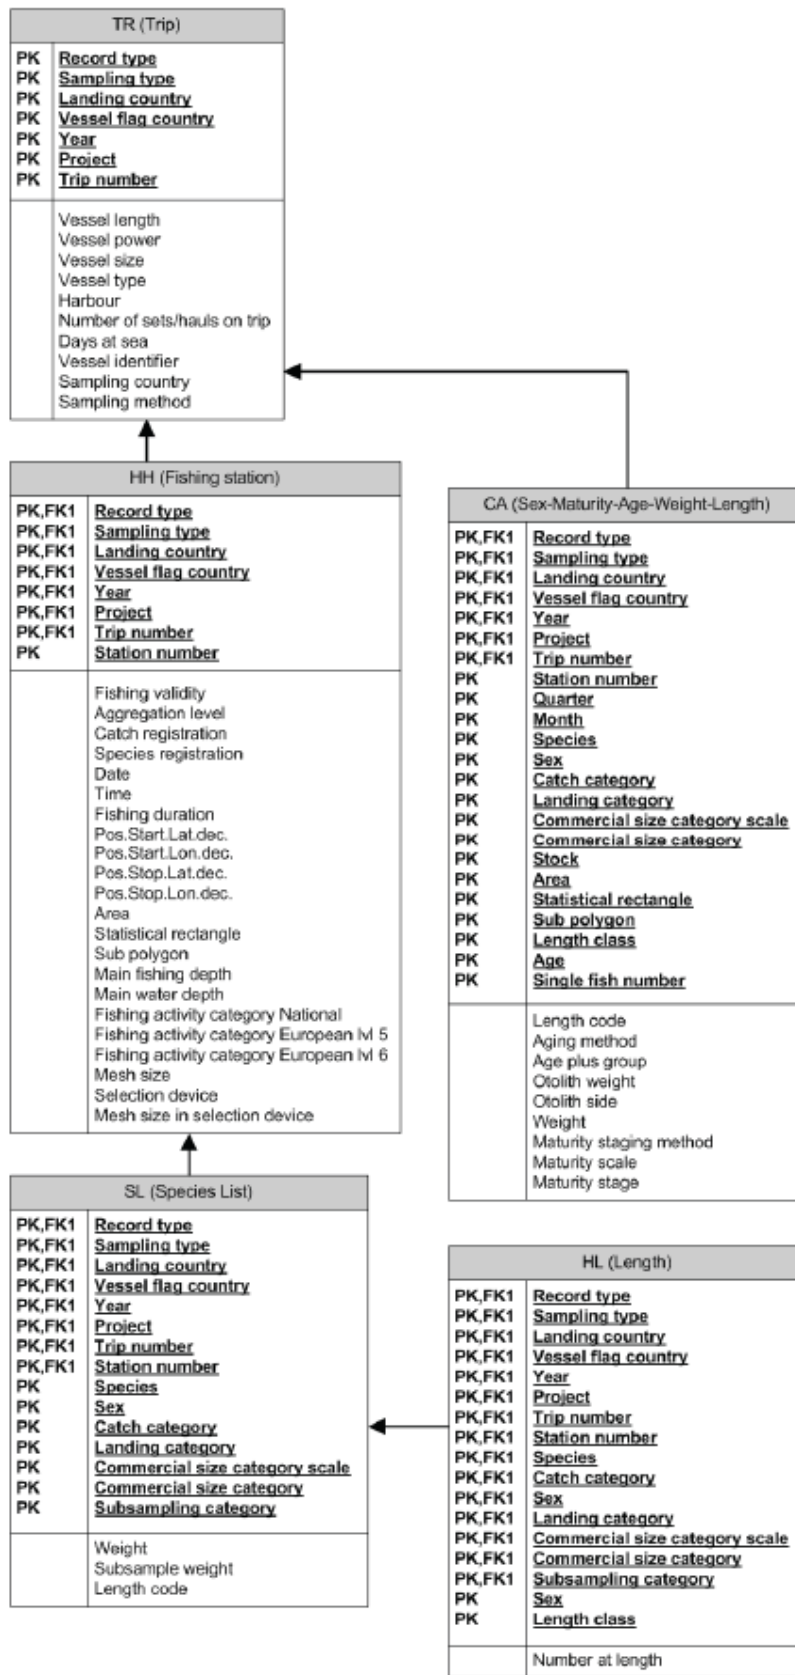 TR (Trip)
PK Record type
PK Sampling type
PK Landing country
PK Vessel flag country
PK Year
PK Project
PK Trip number
Vessel length
Vessel power
Vessel size
Vessel type
Harbour
Number of sets/hauls on trip
Days at sea
Vessel identifier
Sampling country
Sampling method
HH (Fishing station)
PK,FK1 Record type
PK,FK1 Sampling type
PK,FK1 Landing country
PK,FK1 Vessel flag country
PK,FK1 Year
PK,FK1 Project
PK,FK1 Trip number
PK Station number
Fishing validity
Aggregation level
Catch registration
Species registration
Date
Time
Fishing duration
Pos.Start.Lat.dec.
Pos.Start.Lon.dec.
Pos.Stop.Lat.dec.
Pos.Stop.Lon.dec.
Area
Statistical rectangle
Sub polygon
Main fishing depth
Main water depth
Fishing activity category National
Fishing activity category European lvl 5
Fishing activity category European lvl 6
Mesh size
Selection device
Mesh size in selection device
CA (Sex-Maturity-Age-Weight-Length)
PK,FK1 Record type
PK,FK1 Sampling type
PK,FK1 Landing country
PK,FK1 Vessel flag country
PK,FK1 Year
PK,FK1 Project
PK,FK1 Trip number
PK Station number
PK Quarter
PK Month
PK Species
PK Sex
PK Catch category
PK Landing category
PK Commercial size category scale
PK Commercial size category
PK Stock
PK Area
PK Statistical rectangle
PK Sub polygon
PK Length class
PK Age
PK Single fish number
Length code
Aging method
Age plus group
Otolith weight
Otolith side
Weight
Maturity staging method
Maturity scale
Maturity stage
SL (Species List)
PK,FK1 Record type
PK,FK1 Sampling type
PK,FK1 Landing country
PK,FK1 Vessel flag country
PK,FK1 Year
PK,FK1 Project
PK,FK1 Trip number
PK,FK1 Station number
PK Species
PK Sex
PK Catch category
PK Landing category
PK Commercial size category scale
PK Commercial size category
PK Subsampling category
Weight
Subsample weight
Length code
HL (Length)
PK,FK1 Record type
PK,FK1 Sampling type
PK,FK1 Landing country
PK,FK1 Vessel flag country
PK,FK1 Year
PK,FK1 Project
PK,FK1 Trip number
PK,FK1 Station number
PK,FK1 Species
PK,FK1 Catch category
PK,FK1 Sex
PK,FK1 Landing category
PK,FK1 Commercial size category scale
PK,FK1 Commercial size category
PK,FK1 Subsampling category
PK Sex
PK Length class
Number at length